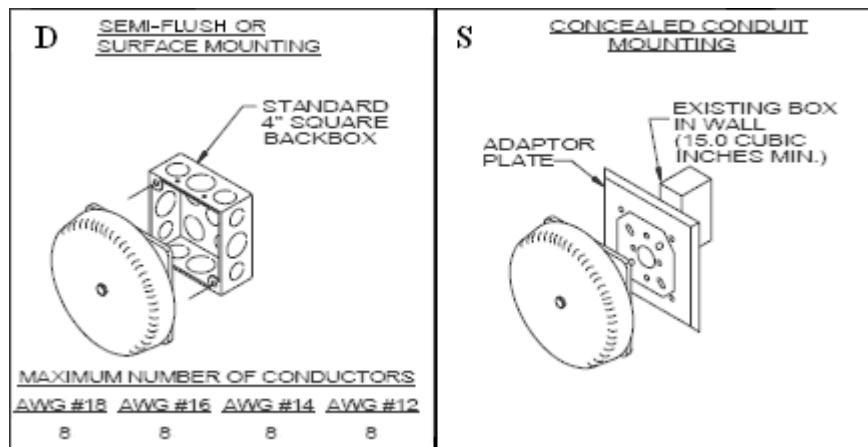 D
SEMI-FLUSH OR
SURFACE MOUNTING
STANDARD
4" SQUARE
BACKBOX
MAXIMUM NUMBER OF CONDUCTORS
AWG #18 AWG #16 AWG #14 AWG #12
8 8 8 8
S
CONCEALED CONDUIT
MOUNTING
EXISTING BOX
IN WALL
(15.0 CUBIC
INCHES MIN.)
ADAPTOR
PLATE